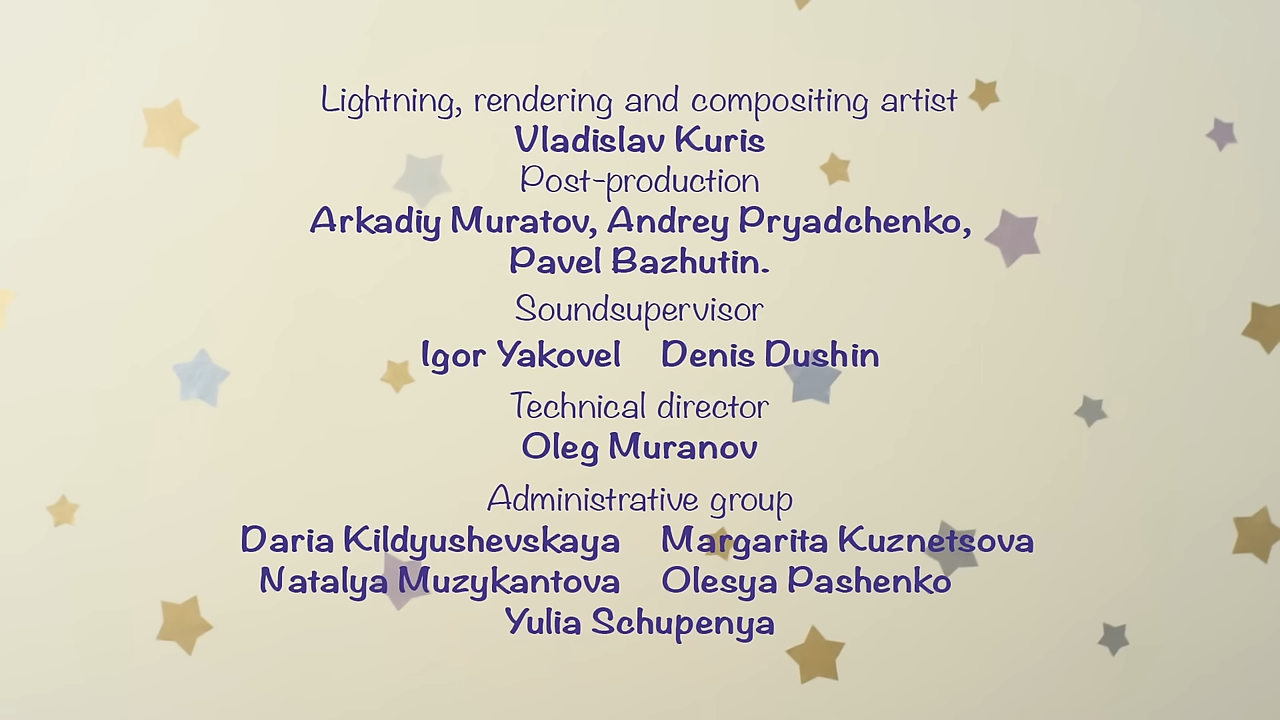 Lightning, rendering and compositing artist
Vladislav Kuris
Post-production
Arkadiy Muratov, Andrey Pryadchenko,
Pavel Bazhutin.
Soundsupervisor
Igor Yakovel Denis Dushin
Technical director
Oleg Muranov
Administrative group
Daria Kildyushevskaya Margarita Kuznetsova
Natalya Muzykantova Olesya Pashenko
Yulia Schupenya